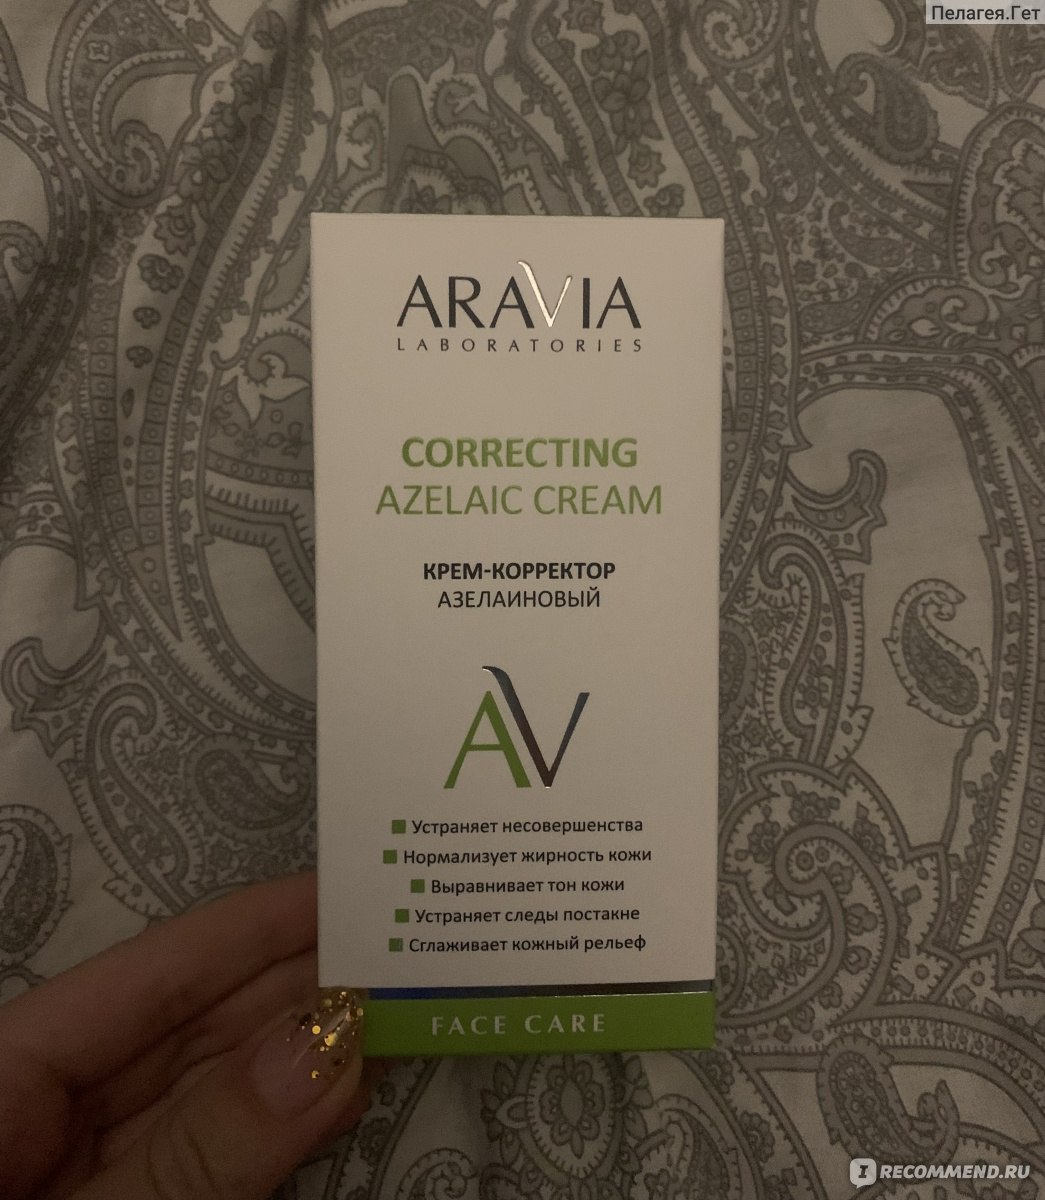 Пелагея.Гет
ARAVIA
LABORATORIES
CORRECTING
AZELAIC CREAM
КРЕМ-КОРРЕКТОР
АЗЕЛАИНОВЫЙ
AV
Устраняет несовершенства
Нормализует жирность кожи
Выравнивает тон кожи
Устраняет следы постакне
Сглаживает кожный рельеф
FACE CARE
IRECOMMEND.RU